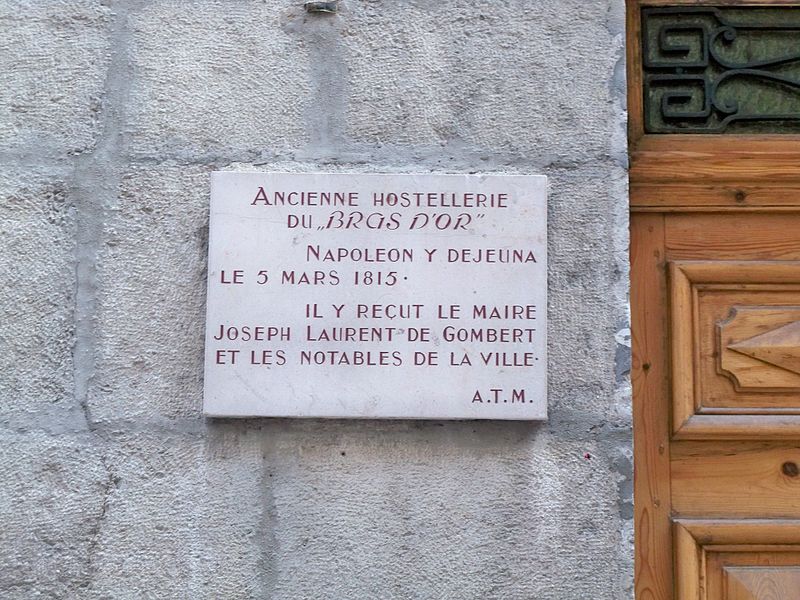 ANCIENNE HOSTELLERIE
DU „BRAS D'OR"
NAPOLEON Y DEJEUNA
LE 5 MARS 1815.
IL Y REÇUT LE MAIRE
JOSEPH LAURENT DE GOMBERT
ET LES NOTABLES DE LA VILLE.
A.T.M.